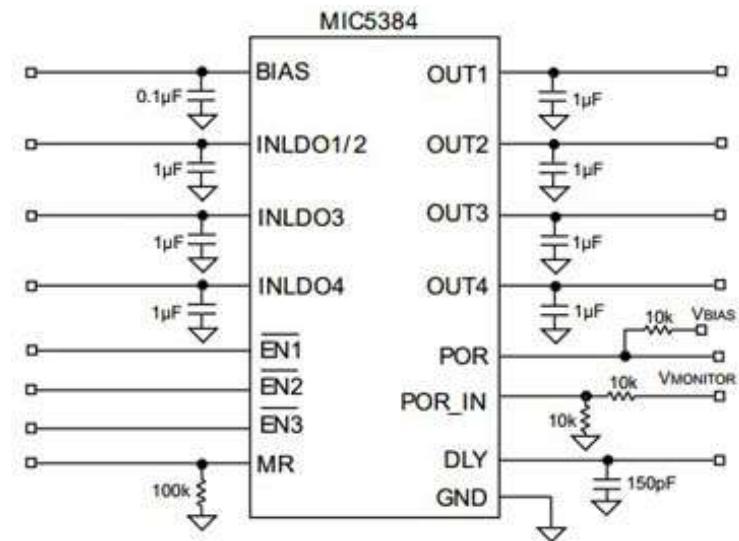 MIC5384
BIAS
OUT1
0.1µF
1µF
INLDO1/2
OUT2
1µF
1µF
INLDO3
OUT3
1µF
1µF
INLDO4
OUT4
1µF
1µF
10k
VBIAS
EN1
POR
EN2
10k
VMONITOR
POR_IN
EN3
10k
MR
DLY
100k
150pF
GND